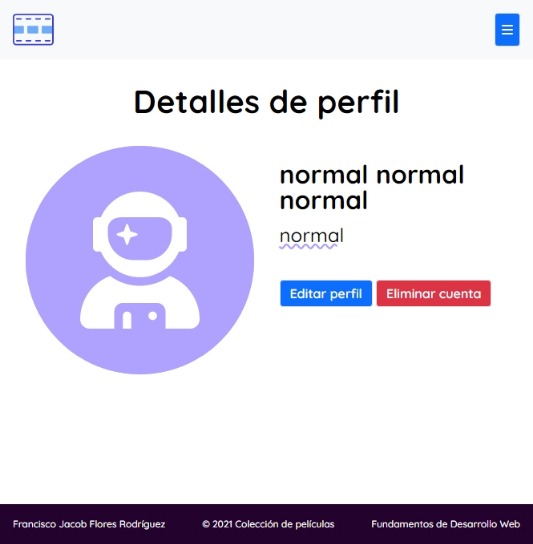 Detalles de perfil
normal normal
normal
normal
Editar perfil
Eliminar cuenta
Francisco Jacob Flores Rodríguez
© 2021 Colección de películas
Fundamentos de Desarrollo Web